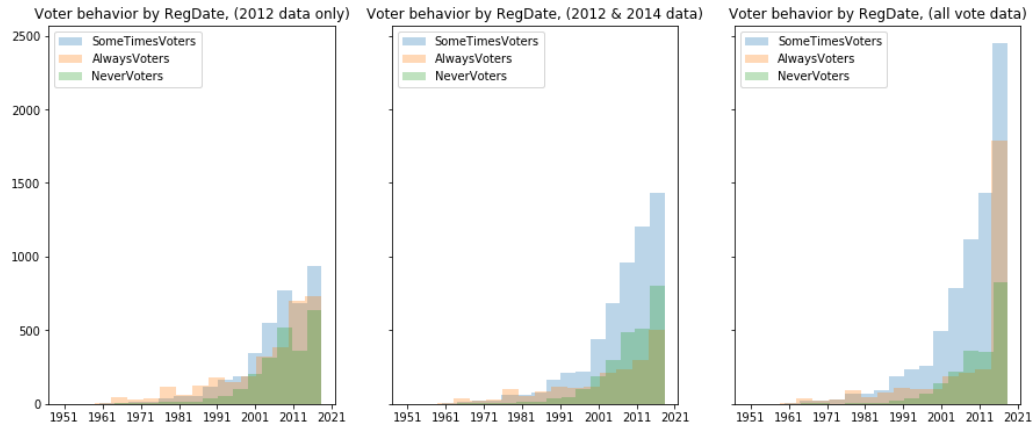 Voter behavior by RegDate, (2012 data only)
Voter behavior by RegDate, (2012 & 2014 data)
Voter behavior by RegDate, (all vote data)
SomeTimesVoters
AlwaysVoters
NeverVoters
SomeTimesVoters
AlwaysVoters
NeverVoters
SomeTimesVoters
AlwaysVoters
NeverVoters
2500
2000
1500
1000
500
0
1951 1961 1971 1981 1991 2001 2011 2021
1951 1961 1971 1981 1991 2001 2011 2021
1951 1961 1971 1981 1991 2001 2011 2021